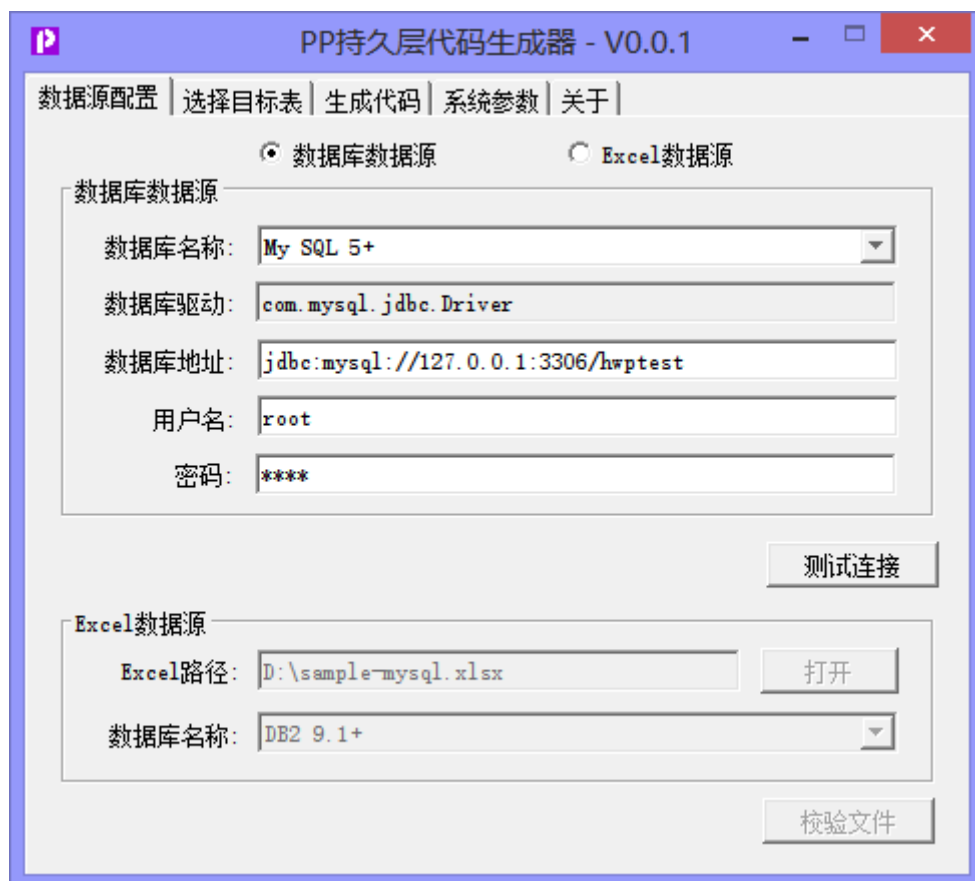 PP持久层代码生成器 - V0.0.1
数据源配置 选择目标表 生成代码 系统参数 关于
数据库数据源 Excel数据源
数据库数据源
数据库名称: My SQL 5+
数据库驱动: com.mysql.jdbc.Driver
数据库地址: jdbc:mysql://127.0.0.1:3306/hwptest
用户名: root
密码: ****
测试连接
Excel数据源
Excel路径: D:\sample-mysql.xlsx 打开
数据库名称: DB2 9.1+
校验文件